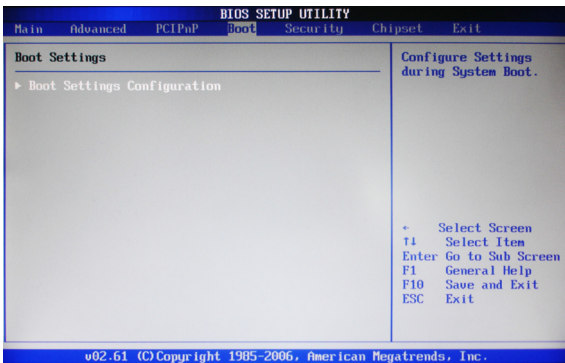 BIOS SETUP UTILITY
Main Advanced PCIPnP Boot Security Chipset Exit
Boot Settings
▶ Boot Settings Configuration
Configure Settings
during System Boot.
← Select Screen
↑↓ Select Item
Enter Go to Sub Screen
F1 General Help
F10 Save and Exit
ESC Exit
v02.61 (C)Copyright 1985-2006, American Megatrends, Inc.